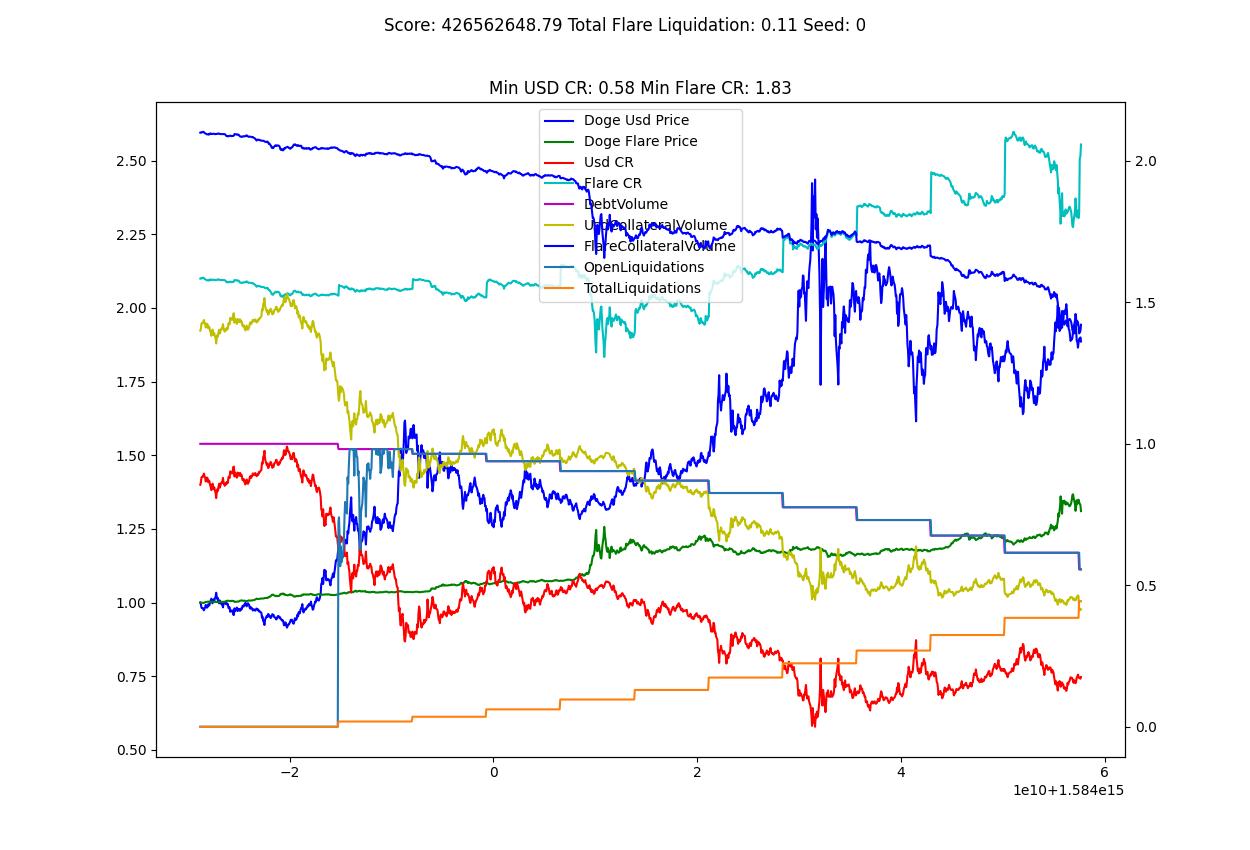 Score: 426562648.79 Total Flare Liquidation: 0.11 Seed: 0
Min USD CR: 0.58 Min Flare CR: 1.83
Doge Usd Price
Doge Flare Price
Usd CR
Flare CR
DebtVolume
UsdCollateralVolume
FlareCollateralVolume
OpenLiquidations
TotalLiquidations
2.50
2.25
2.00
1.75
1.50
1.25
1.00
0.75
0.50
2.0
1.5
1.0
0.5
0.0
−2 0 2 4 6
1e10+1.584e15